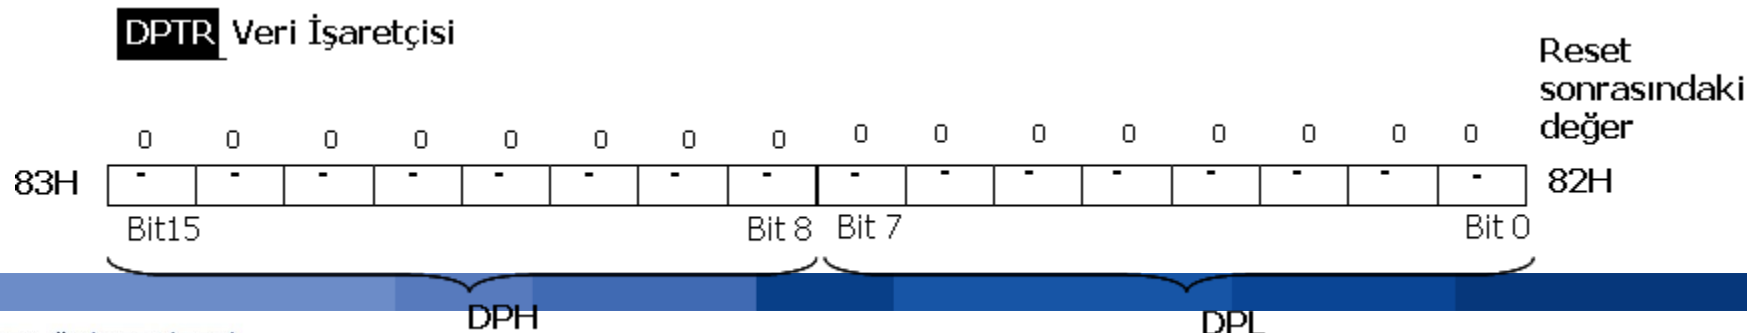 DPTR Veri İşaretçisi
Reset
sonrasındaki
değer
0 0 0 0 0 0 0 0 0 0 0 0 0 0 0 0
83H - - - - - - - - - - - - - - - - 82H
Bit15 Bit 8 Bit 7 Bit 0
DPH DPL